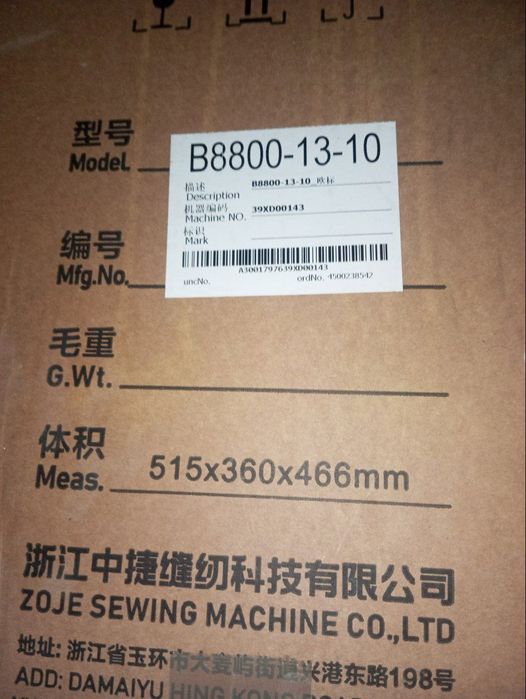 型号
Model.
B8800-13-10
描述
Description
B8800-13-10_欧标
机器编码
Machine NO.
39XD00143
标识
Mark
A3001797639XD00143
uncNo.
ordNo. 4500238542
编号
Mfg.No.
毛重
G.Wt.
体积
Meas.
515x360x466mm
浙江中捷缝纫科技有限公司
ZOJE SEWING MACHINE CO.,LTD
地址: 浙江省玉环市大麦屿街道兴港东路198号
ADD: DAMAIYU